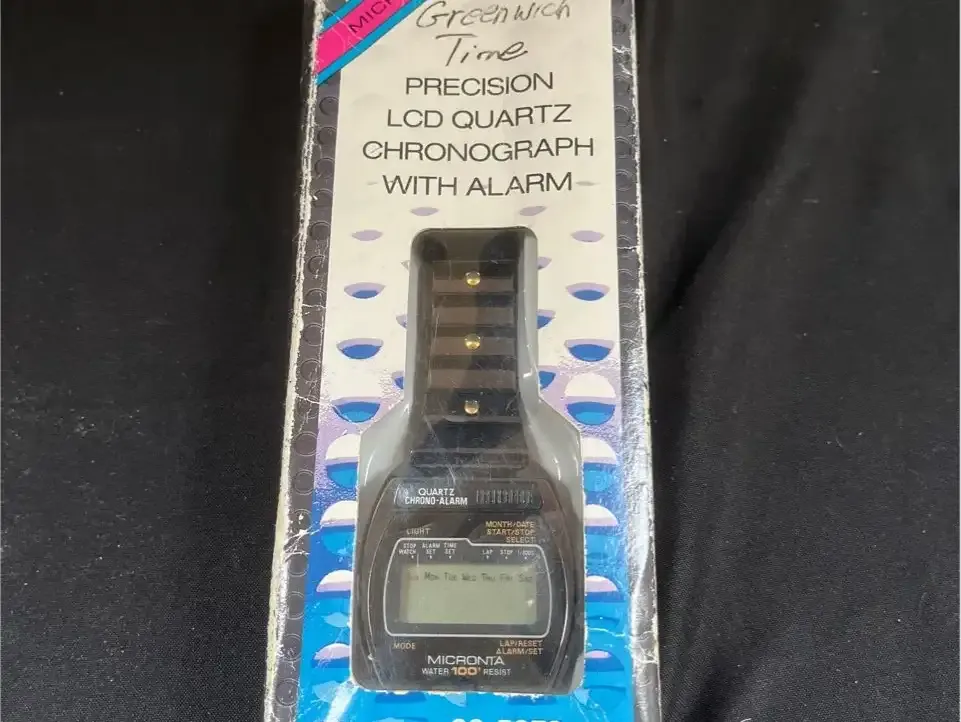 Greenwich
Time
PRECISION
LCD QUARTZ
CHRONOGRAPH
WITH ALARM
QUARTZ
CHRONO-ALARM
LIGHT
MONTH/DATE
START/STOP
SELECT
STOP WATCH
ALARM SET
TIME SET
LAP
STOP
Mon Tue Wed Thu Fri Sat
MODE
LAP/RESET
ALARM/SET
MICRONTA
WATER 100' RESIST